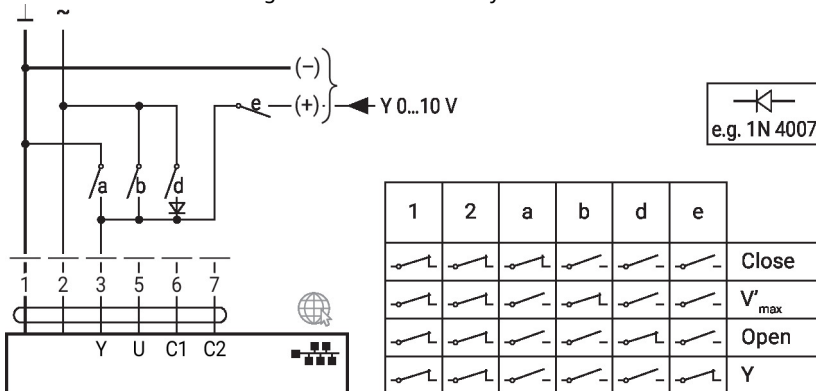 ⊥ ~
(–)
e (+) Y 0...10 V
e.g. 1N 4007
a b d
1 2 a b d e
Close
V'max
Open
Y
1 2 3 5 6 7
Y U C1 C2